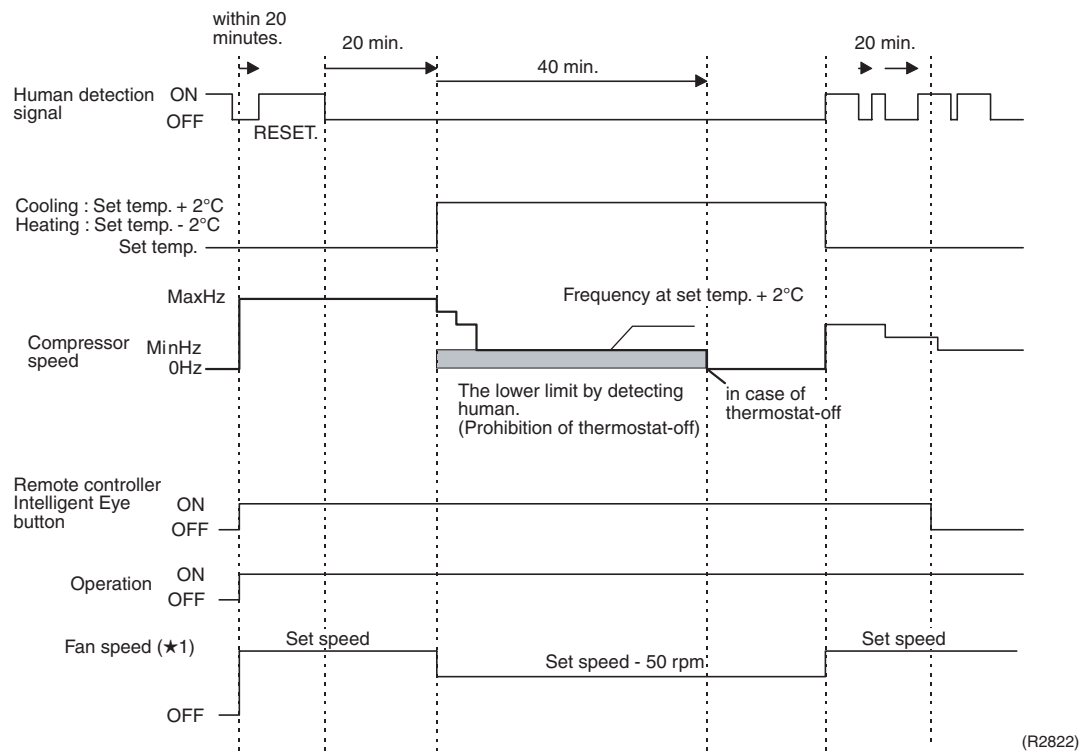 within 20
minutes.
20 min.
40 min.
20 min.
Human detection
signal
ON
OFF
RESET.
Cooling : Set temp. + 2°C
Heating : Set temp. - 2°C
Set temp.
MaxHz
Frequency at set temp. + 2°C
Compressor
speed
MinHz
0Hz
The lower limit by detecting
human.
(Prohibition of thermostat-off)
in case of
thermostat-off
Remote controller
Intelligent Eye
button
ON
OFF
Operation
ON
OFF
Fan speed (★1)
Set speed
Set speed - 50 rpm
Set speed
OFF
(R2822)